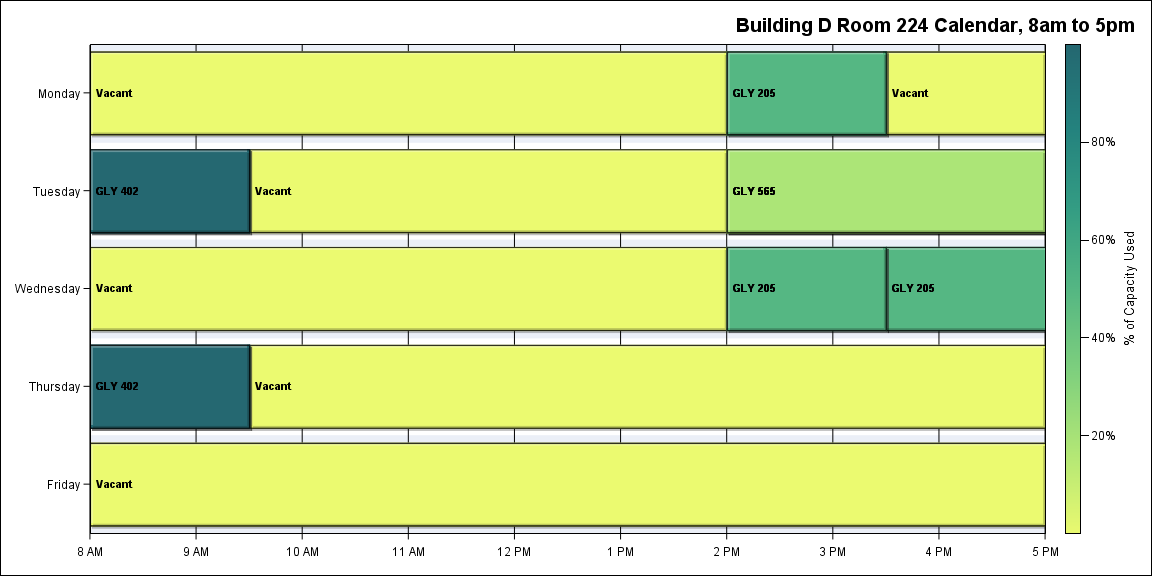 Building D Room 224 Calendar, 8am to 5pm
Monday
Vacant
GLY 205
Vacant
Tuesday
GLY 402
Vacant
GLY 565
Wednesday
Vacant
GLY 205
GLY 205
Thursday
GLY 402
Vacant
Friday
Vacant
8 AM
9 AM
10 AM
11 AM
12 PM
1 PM
2 PM
3 PM
4 PM
5 PM
80%
60%
40%
20%
% of Capacity Used